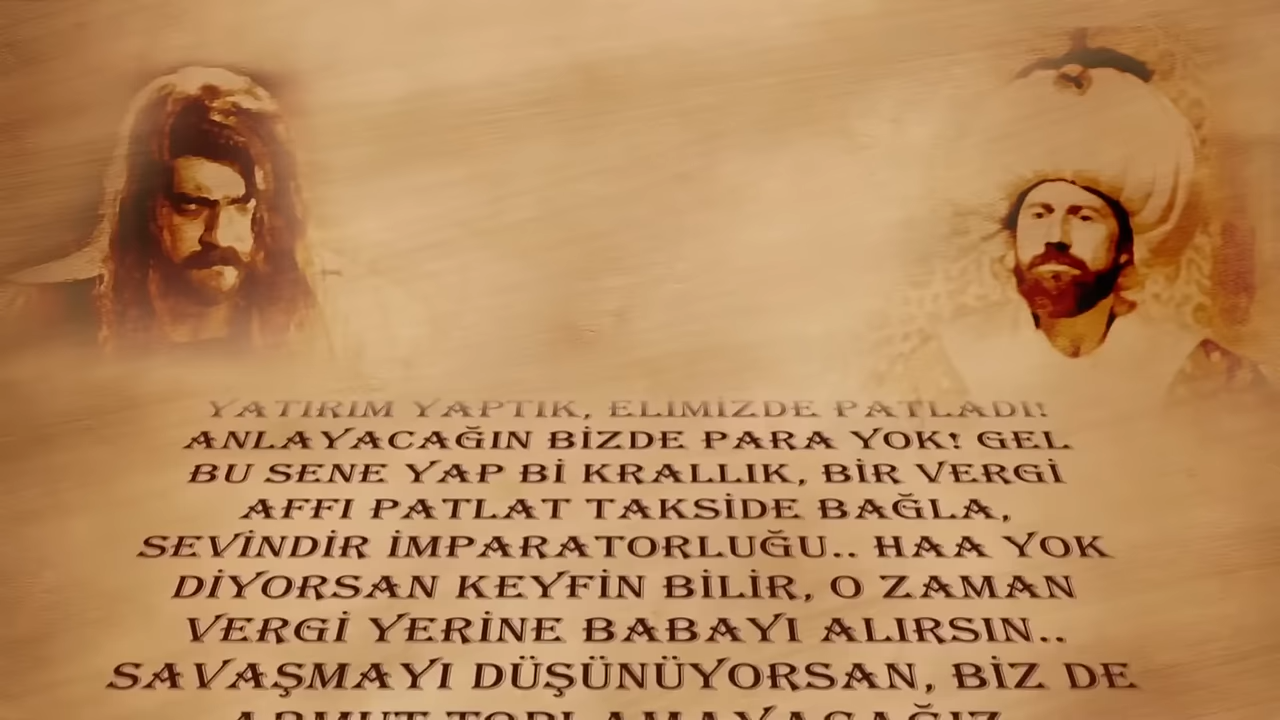 YATIRIM YAPTIK, ELİMİZDE PATLADI!
ANLAYACAĞIN BİZDE PARA YOK! GEL
BU SENE YAP Bİ KRALLIK, BİR VERGİ
AFFI PATLAT TAKSİDE BAĞLA,
SEVİNDİR İMPARATORLUĞU.. HAA YOK
DİYORSAN KEYFİN BİLİR, O ZAMAN
VERGİ YERİNE BABAYI ALIRSIN..
SAVAŞMAYI DÜŞÜNÜYORSAN, BİZ DE
ARMUT TOPLAMAYACAĞIZ